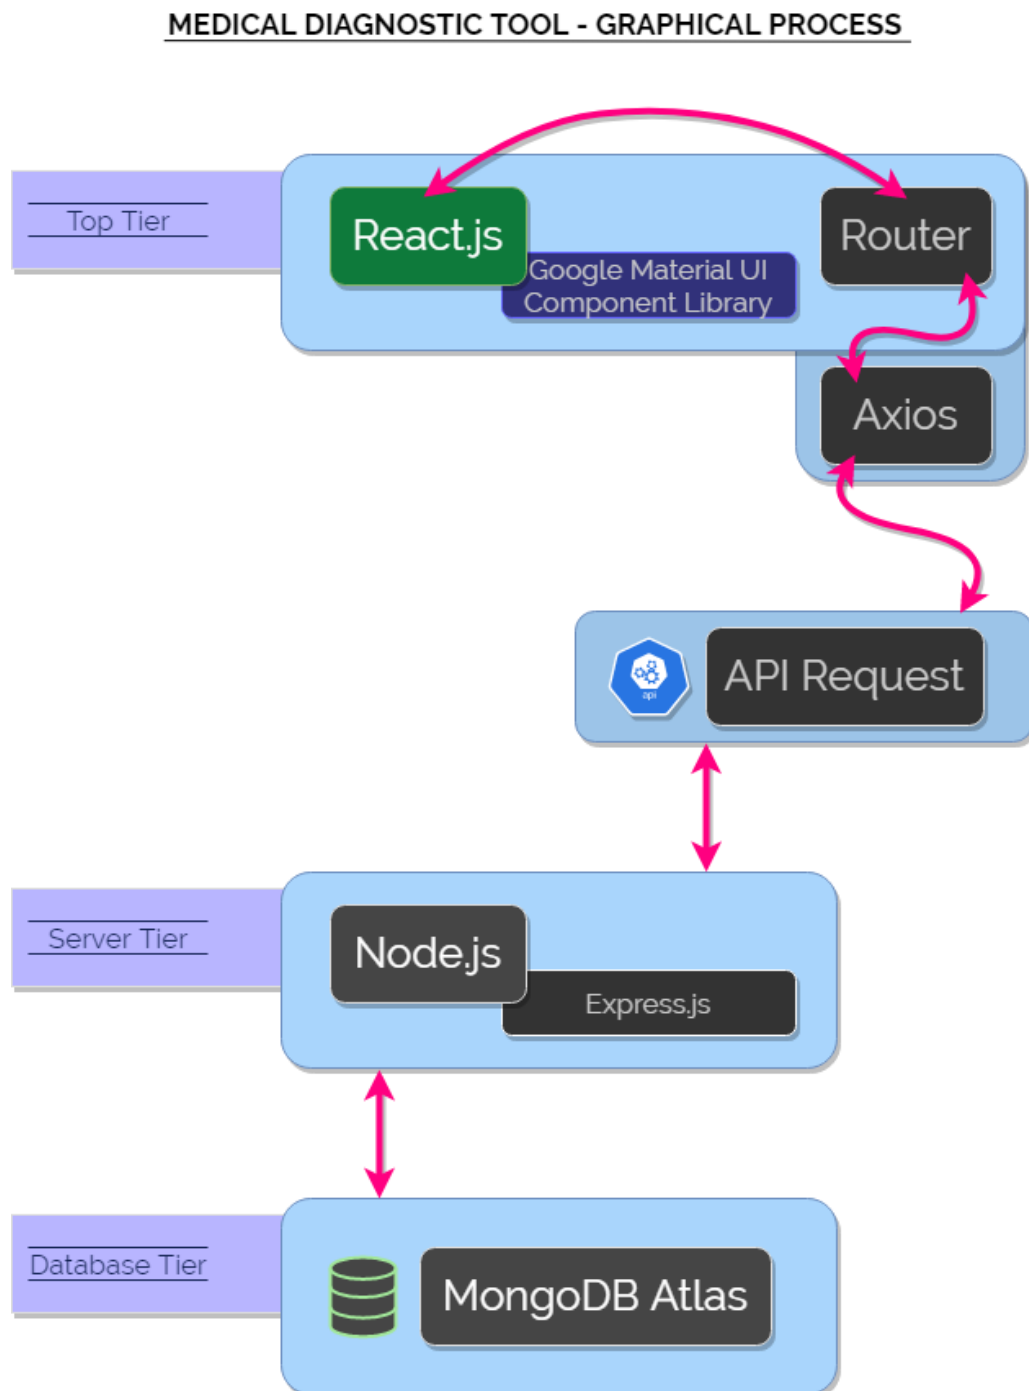 MEDICAL DIAGNOSTIC TOOL - GRAPHICAL PROCESS
Top Tier
React.js
Google Material UI
Component Library
Router
Axios
api
API Request
Server Tier
Node.js
Express.js
Database Tier
MongoDB Atlas